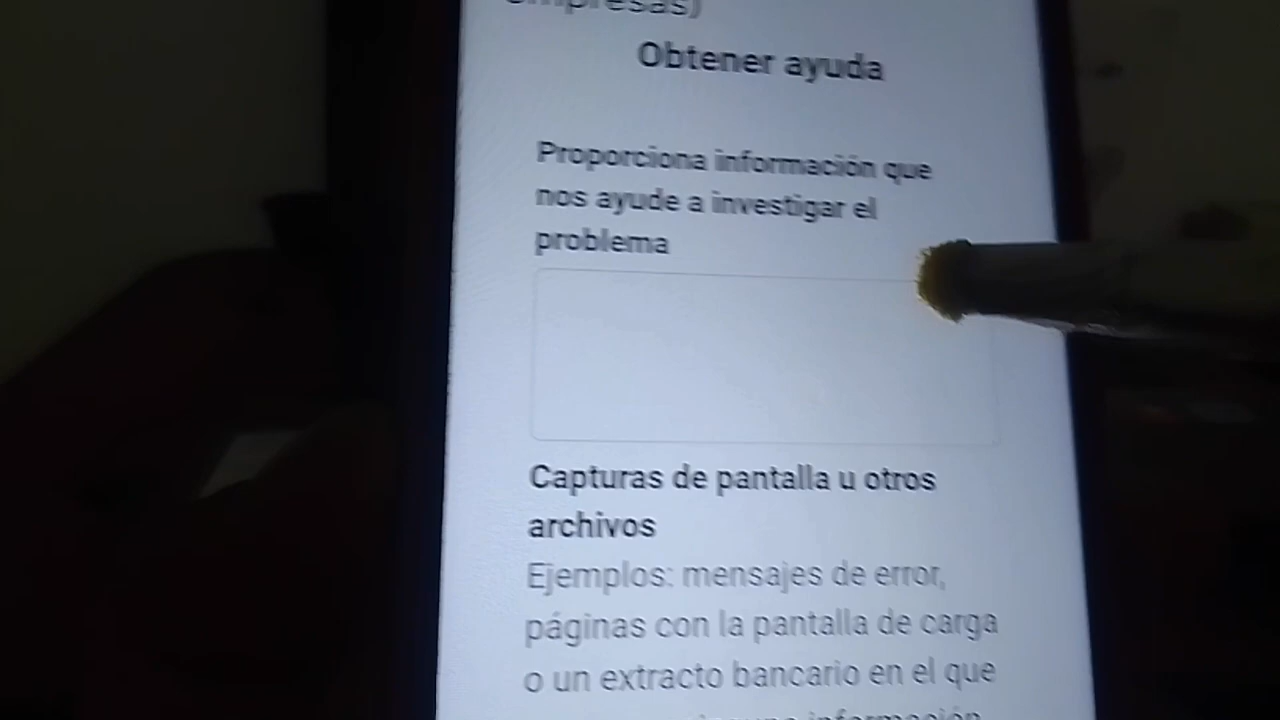 empresas)
Obtener ayuda
Proporciona información que
nos ayude a investigar el
problema
Capturas de pantalla u otros
archivos
Ejemplos: mensajes de error,
páginas con la pantalla de carga
o un extracto bancario en el que
información